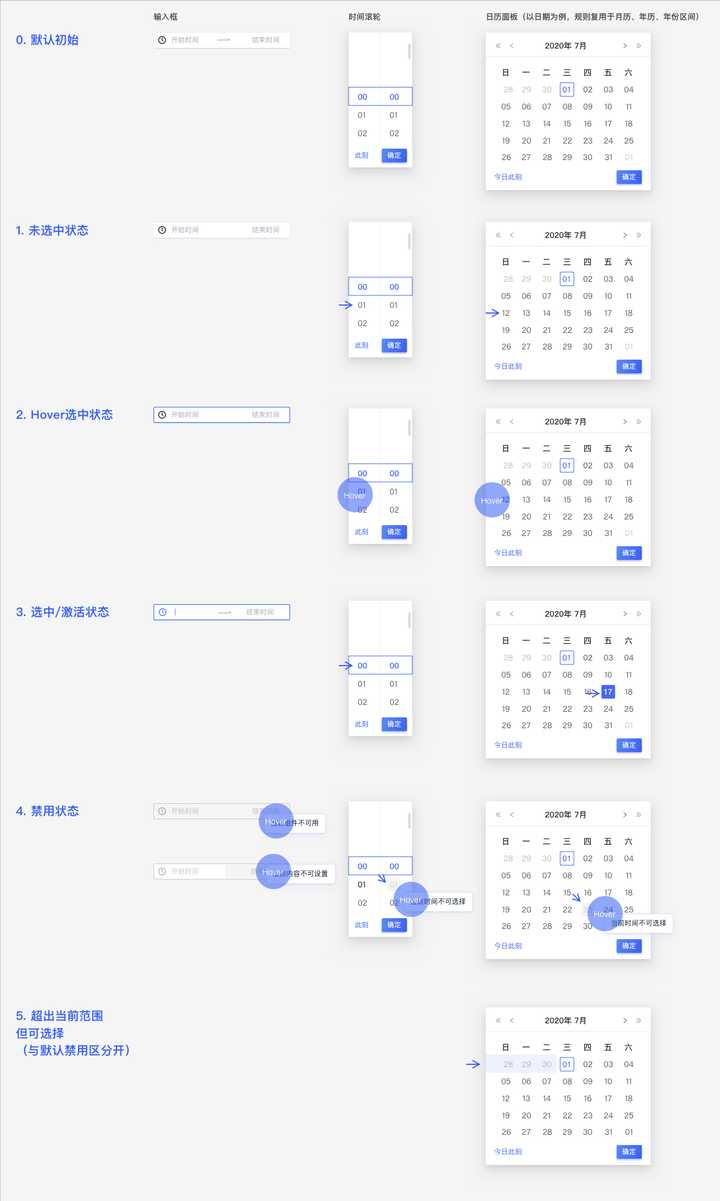 输入框
时间滚轮
日历面板（以日期为例，规则复用于月历、年历、年份区间）
0. 默认初始
开始时间 结束时间
00 00
01 01
02 02
此刻 确定
« < 2020年 7月 > »
日 一 二 三 四 五 六
28 29 30 01 02 03 04
05 06 07 08 09 10 11
12 13 14 15 16 17 18
19 20 21 22 23 24 25
26 27 28 29 30 31 01
今日此刻 确定
1. 未选中状态
开始时间 结束时间
00 00
01 01
02 02
此刻 确定
« < 2020年 7月 > »
日 一 二 三 四 五 六
28 29 30 01 02 03 04
05 06 07 08 09 10 11
12 13 14 15 16 17 18
19 20 21 22 23 24 25
26 27 28 29 30 31 01
今日此刻 确定
2. Hover选中状态
开始时间 结束时间
00 00
01 01
Hover
02 02
此刻 确定
« < 2020年 7月 > »
日 一 二 三 四 五 六
28 29 30 01 02 03 04
05 06 07 08 09 10 11
Hover 12 13 14 15 16 17 18
19 20 21 22 23 24 25
26 27 28 29 30 31 01
今日此刻 确定
3. 选中/激活状态
结束时间
00 00
01 01
02 02
此刻 确定
« < 2020年 7月 > »
日 一 二 三 四 五 六
28 29 30 01 02 03 04
05 06 07 08 09 10 11
12 13 14 15 16 17 18
19 20 21 22 23 24 25
26 27 28 29 30 31 01
今日此刻 确定
4. 禁用状态
开始时间
Hover
件不可用
开始时间
Hover
内容不可设置
00 00
01 01
02 02
Hover
时间不可选择
此刻 确定
« < 2020年 7月 > »
日 一 二 三 四 五 六
28 29 30 01 02 03 04
05 06 07 08 09 10 11
12 13 14 15 16 17 18
19 20 21 22 24 25
Hover
26 27 28 29 30
当前时间不可选择
今日此刻 确定
5. 超出当前范围
但可选择
（与默认禁用区分开）
« < 2020年 7月 > »
日 一 二 三 四 五 六
28 29 30 01 02 03 04
05 06 07 08 09 10 11
12 13 14 15 16 17 18
19 20 21 22 23 24 25
26 27 28 29 30 31 01
今日此刻 确定